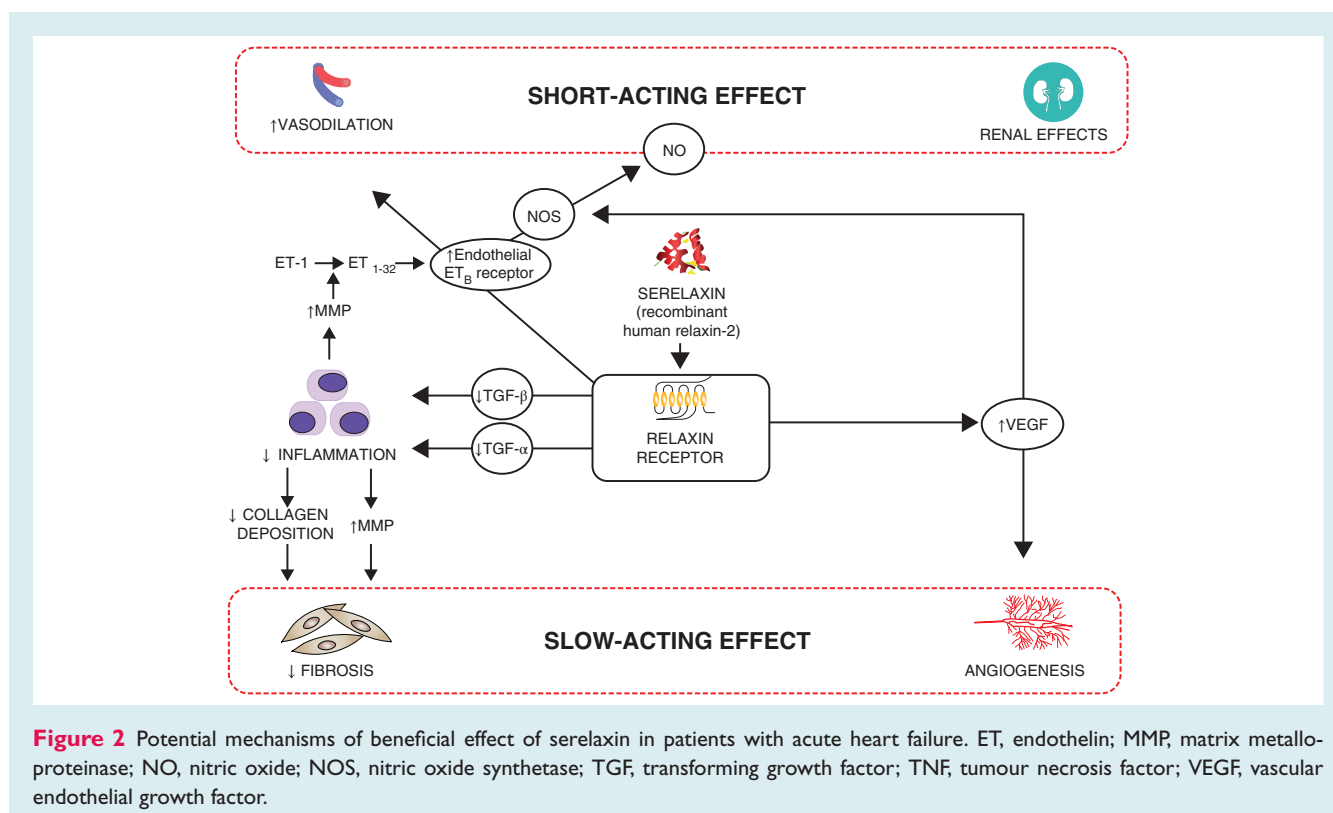 SHORT-ACTING EFFECT
↑VASODILATION
RENAL EFFECTS
NO
NOS
ET-1
ET 1-32
↑Endothelial
ETB receptor
SERELAXIN
(recombinant
human relaxin-2)
↑MMP
↓TGF-β
↓TGF-α
RELAXIN
RECEPTOR
↑VEGF
↓ INFLAMMATION
↓ COLLAGEN
DEPOSITION
↑MMP
SLOW-ACTING EFFECT
↓ FIBROSIS
ANGIOGENESIS
Figure 2 Potential mechanisms of beneficial effect of serelaxin in patients with acute heart failure. ET, endothelin; MMP, matrix metallo-
proteinase; NO, nitric oxide; NOS, nitric oxide synthetase; TGF, transforming growth factor; TNF, tumour necrosis factor; VEGF, vascular
endothelial growth factor.